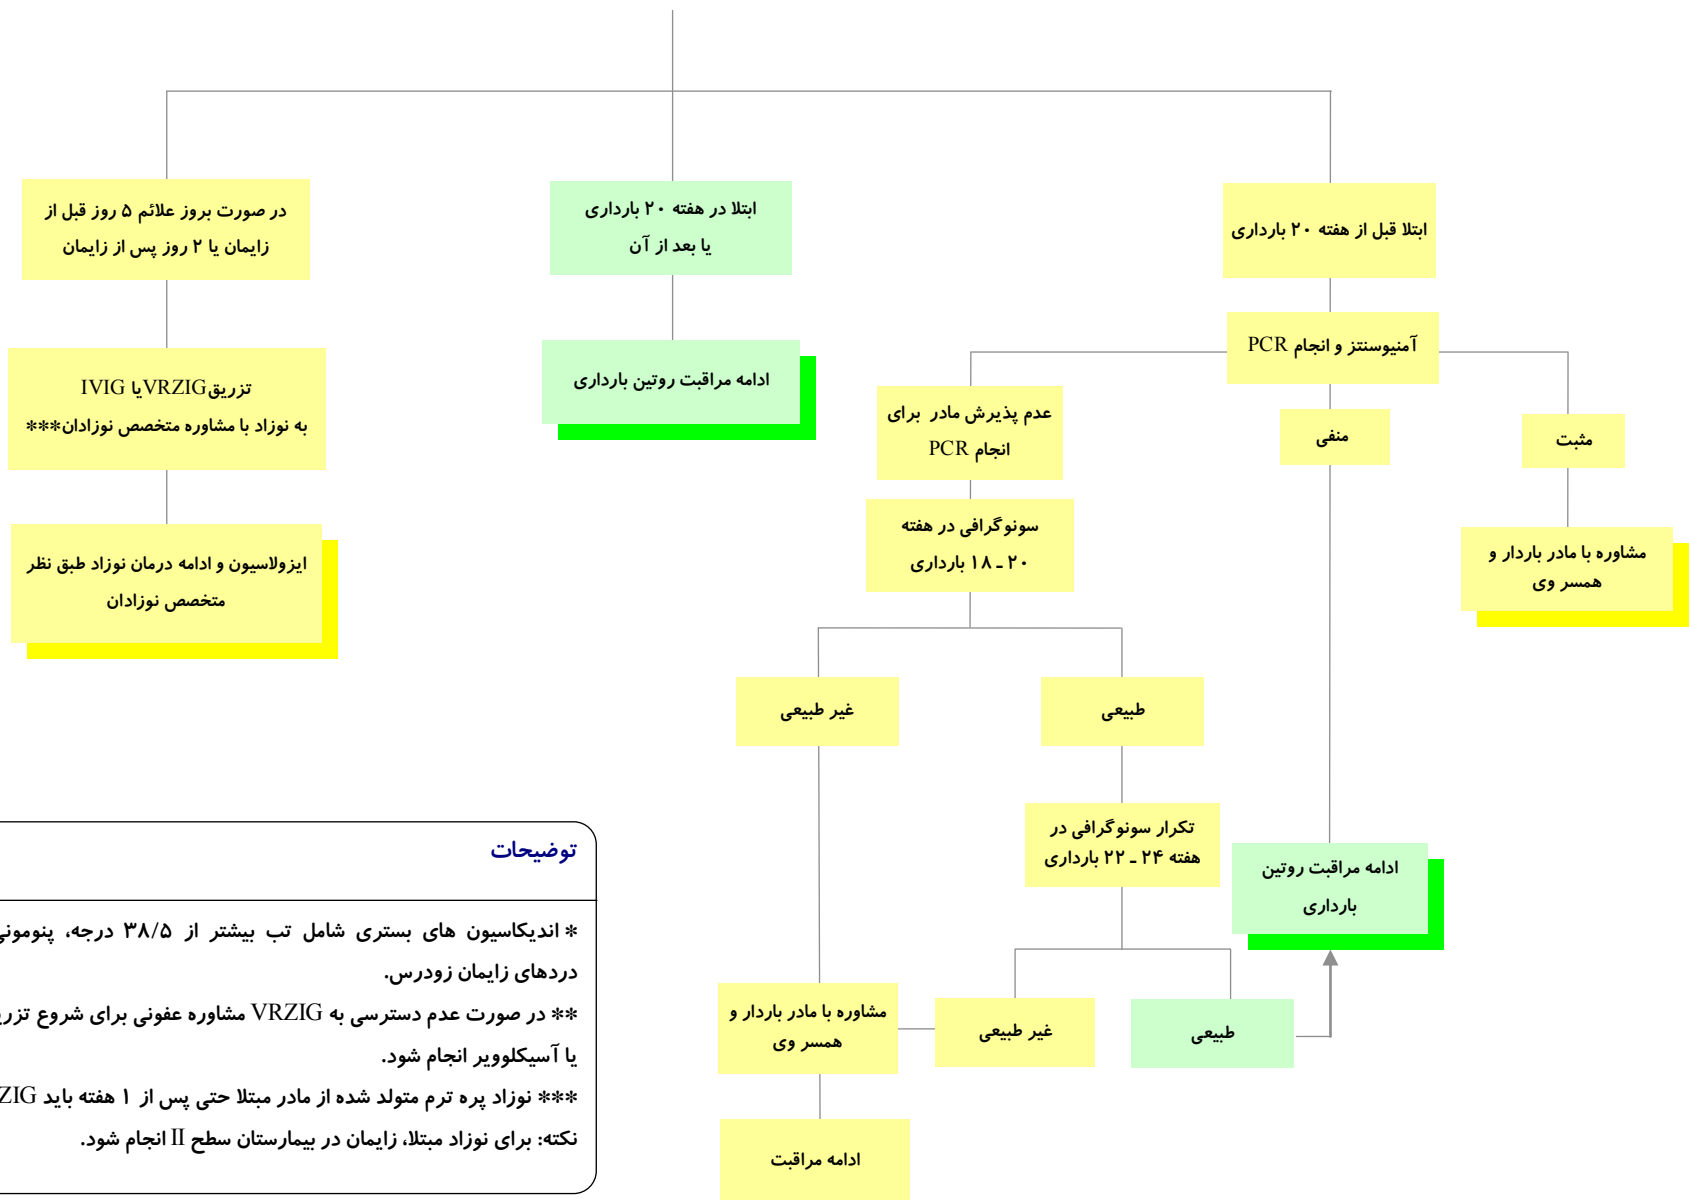 ابتلا قبل از هفته ۲۰ بارداری
آمنیوسنتز و انجام PCR
مثبت
مشاوره با مادر باردار و
همسر وی
منفی
ادامه مراقبت روتین
بارداری
عدم پذیرش مادر برای
انجام PCR
سونوگرافی در هفته
۲۰ ـ ۱۸ بارداری
طبیعی
تکرار سونوگرافی در
هفته ۲۴ ـ ۲۲ بارداری
طبیعی
غیر طبیعی
غیر طبیعی
مشاوره با مادر باردار و
همسر وی
ادامه مراقبت
ابتلا در هفته ۲۰ بارداری
یا بعد از آن
ادامه مراقبت روتین بارداری
در صورت بروز علائم ۵ روز قبل از
زایمان یا ۲ روز پس از زایمان
تزریقVRZIGیا IVIG
به نوزاد با مشاوره متخصص نوزادان***
ایزولاسیون و ادامه درمان نوزاد طبق نظر
متخصص نوزادان
توضیحات
* اندیکاسیون های بستری شامل تب بیشتر از ۳۸/۵ درجه،
دردهای زایمان زودرس.
** در صورت عدم دسترسی به VRZIG مشاوره عفونی برای شروع
یا آسیکلوویر انجام شود.
*** نوزاد پره ترم متولد شده از مادر مبتلا حتی پس از ۱ هفته باید
نکته: برای نوزاد مبتلا، زایمان در بیمارستان سطح II انجام شود.